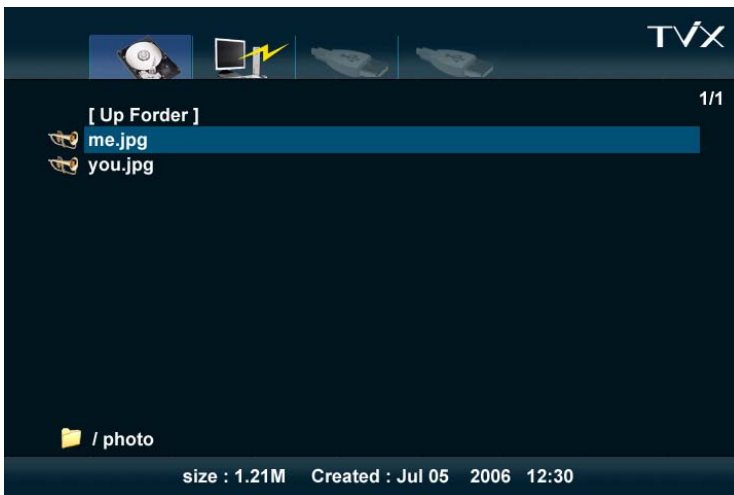 TViX
1/1
[ Up Forder ]
me.jpg
you.jpg
/ photo
size : 1.21M Created : Jul 05 2006 12:30